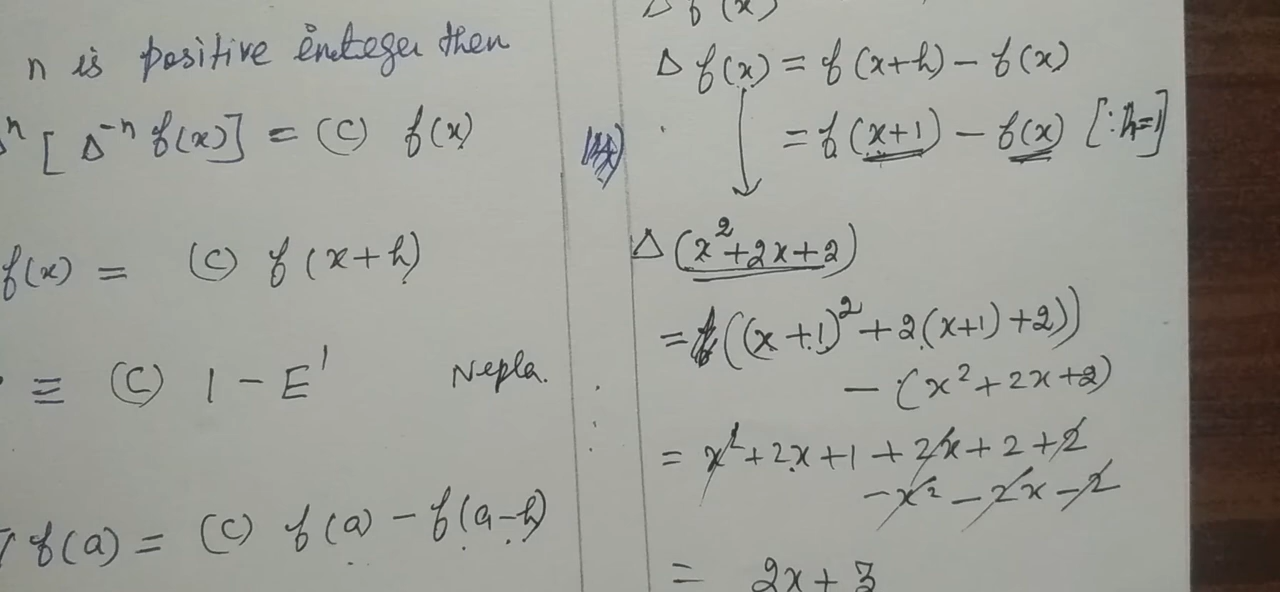 n is positive integer then
Δⁿ [ Δ⁻ⁿ f(x)] = (C) f(x)
f(x) = (C) f(x+h)
≡ (C) 1 - E' Nepla.
f(a) = (C) f(a) - f(a-h)
Δ f(x)
Δ f(x) = f(x+h) - f(x)
= f(x+1) - f(x) [∵h=1]
Δ (x²+2x+2)
= ((x+1)² + 2(x+1) + 2))
- (x² + 2x + 2)
= x² + 2x + 1 + 2x + 2 + 2
- x² - 2x - 2
= 2x + 3